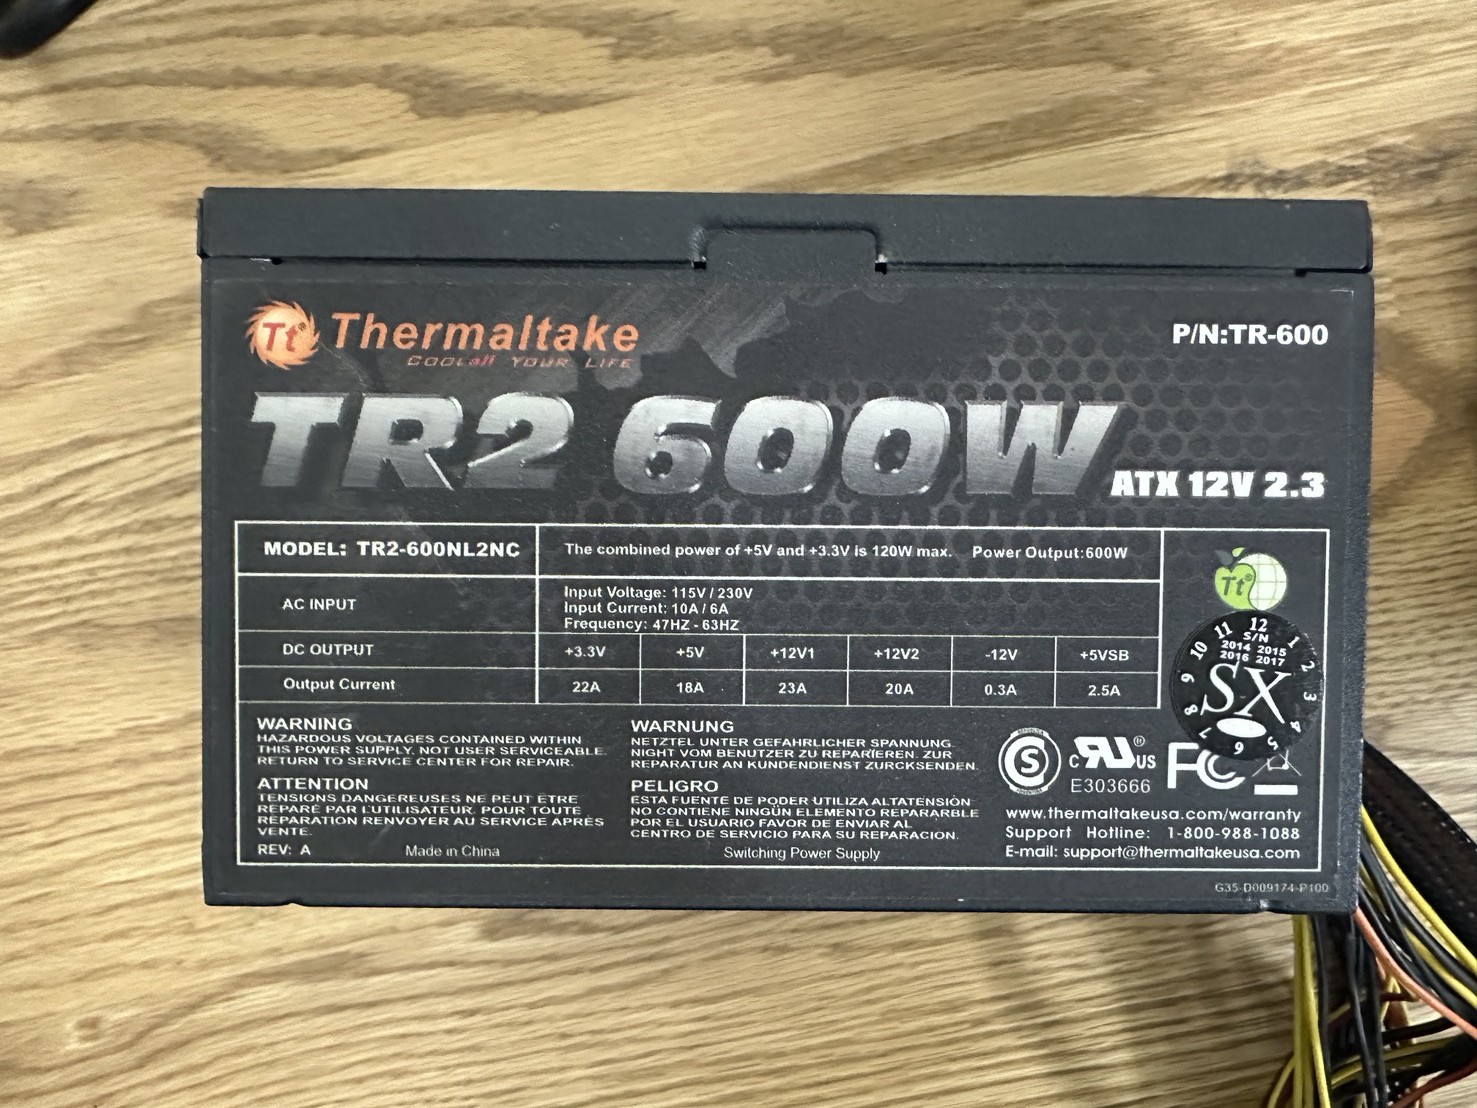 Tt® Thermaltake
COOL all YOUR LIFE
P/N:TR-600
TR2 600W
ATX 12V 2.3
MODEL: TR2-600NL2NC
The combined power of +5V and +3.3V is 120W max. Power Output:600W
AC INPUT
Input Voltage: 115V / 230V
Input Current: 10A / 6A
Frequency: 47HZ - 63HZ
DC OUTPUT +3.3V +5V +12V1 +12V2 -12V +5VSB
Output Current 22A 18A 23A 20A 0.3A 2.5A
Tt®
12 1 2 3 4 5 6 7 8 9 10 11
S/N
2014 2015
2016 2017
SX
WARNING
HAZARDOUS VOLTAGES CONTAINED WITHIN
THIS POWER SUPPLY. NOT USER SERVICEABLE.
RETURN TO SERVICE CENTER FOR REPAIR.
ATTENTION
TENSIONS DANGEREUSES NE PEUT ÊTRE
REPARÉ PAR L'UTILISATEUR. POUR TOUTE
RÉPARATION RENVOYER AU SERVICE APRÉS
VENTE.
REV: A
Made in China
WARNUNG
NETZTEL UNTER GEFAHRLICHER SPANNUNG
NIGHT VOM BENUTZER ZU REPARIEREN. ZUR
REPARATUR AN KUNDENDIENST ZURCKSENDEN.
PELIGRO
ESTA FUENTE DE PODER UTILIZA ALTATENSIÓN
NO CONTIENE NINGÚN ELEMENTO REPARARBLE
POR EL USUARIO FAVOR DE ENVIAR AL
CENTRO DE SERVICIO PARA SU REPARACION.
Switching Power Supply
S
c RU ® US
E303666
FC
www.thermaltakeusa.com/warranty
Support Hotline: 1-800-988-1088
E-mail: support@thermaltakeusa.com
G35-D009174-P100